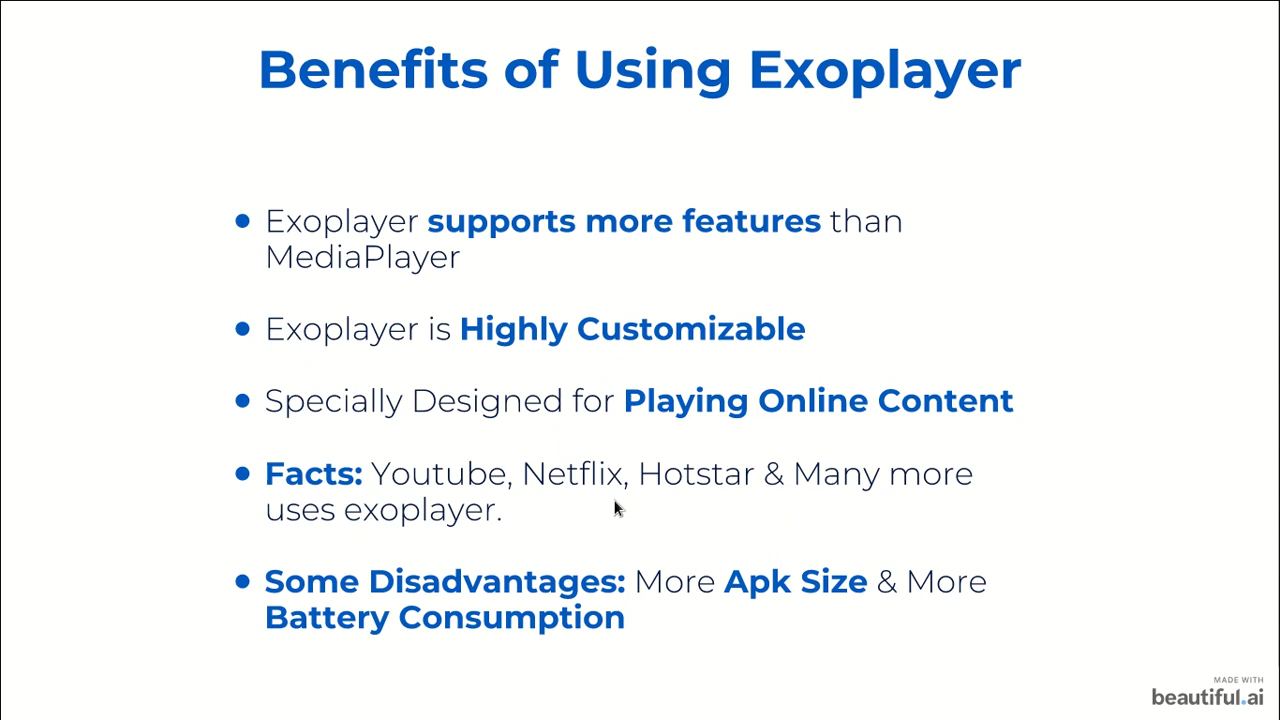 Benefits of Using Exoplayer
Exoplayer supports more features than
MediaPlayer
Exoplayer is Highly Customizable
Specially Designed for Playing Online Content
Facts: Youtube, Netflix, Hotstar & Many more
uses exoplayer.
Some Disadvantages: More Apk Size & More
Battery Consumption
MADE WITH
beautiful.ai